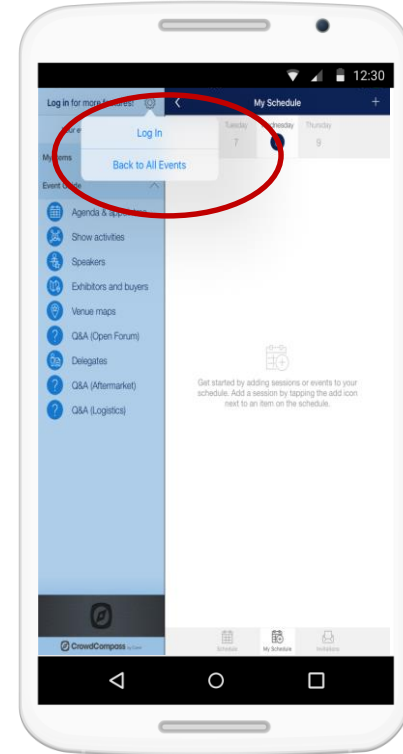 12:30
Log in for more features!
My Schedule
Tuesday
Wednesday
Thursday
7
9
Log In
Back to All Events
My Items
Event Guide
Agenda &
Show activities
Speakers
Exhibitors and buyers
Venue maps
Q&A (Open Forum)
Delegates
Q&A (Aftermarket)
Q&A (Logistics)
Get started by adding sessions or events to your
schedule. Add a session by tapping the add icon
next to an item on the schedule.
CrowdCompass
Schedule
My Schedule
Invitations